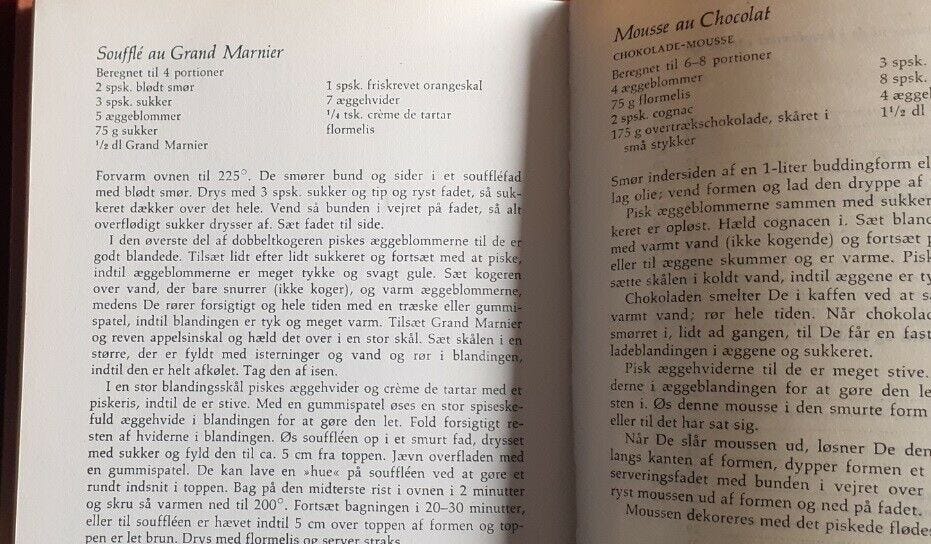 Soufflé au Grand Marnier
Beregnet til 4 portioner
2 spsk. blødt smør
3 spsk. sukker
5 æggeblommer
75 g sukker
1½ dl Grand Marnier
1 spsk. friskrevet orangeskal
7 æggehvider
¼ tsk. crème de tartar
flormelis
Forvarm ovnen til 225°. De smører bund og sider i et souffléfad
med blødt smør. Drys med 3 spsk. sukker og tip og ryst fadet, så suk-
keret dækker over det hele. Vend så bunden i vejret på fadet, så alt
overflødigt sukker drysser af. Sæt fadet til side.
I den øverste del af dobbeltkogeren piskes æggeblommerne til de er
godt blandede. Tilsæt lidt efter lidt sukkeret og fortsæt med at piske,
indtil æggeblommerne er meget tykke og svagt gule. Sæt kogeren
over vand, der bare snurrer (ikke koger), og varm æggeblommerne,
medens De rører forsigtigt og hele tiden med en træske eller gummi-
spatel, indtil blandingen er tyk og meget varm. Tilsæt Grand Marnier
og reven appelsinskal og hæld det over i en stor skål. Sæt skålen i en
større, der er fyldt med isterninger og vand og rør i blandingen,
indtil den er helt afkølet. Tag den af isen.
I en stor blandingsskål piskes æggehvider og crème de tartar med et
piskeris, indtil de er stive. Med en gummispatel øses en stor spiseske-
fuld æggehvide i blandingen for at gøre den let. Fold forsigtigt re-
sten af hviderne i blandingen. Øs souffléen op i et smurt fad, drysset
med sukker og fyld den til ca. 5 cm fra toppen. Jævn overfladen med
en gummispatel. De kan lave en »hue« på souffléen ved at gøre et
rundt indsnit i toppen. Bag på den midterste rist i ovnen i 2 minutter
og skru så varmen ned til 200°. Fortsæt bagningen i 20–30 minutter,
eller til souffléen er hævet indtil 5 cm over toppen af formen og top-
pen er let brun. Drys med flormelis og server straks.
Mousse au Chocolat
CHOKOLADE-MOUSSE
Beregnet til 6–8 portioner
4 æggeblommer
75 g flormelis
2 spsk. cognac
175 g overtrækschokolade, skåret i
små stykker
3 spsk.
8 spsk.
4 æggeh
1½ dl
Smør indersiden af en 1-liter buddingform el
lag olie; vend formen og lad den dryppe af
Pisk æggeblommerne sammen med sukker
keret er opløst. Hæld cognacen i. Sæt bland
med varmt vand (ikke kogende) og fortsæt p
eller til æggene skummer og er varme. Pisk
sætte skålen i koldt vand, indtil æggene er ty
Chokoladen smelter De i kaffen ved at sæ
varmt vand; rør hele tiden. Når chokolad
smørret i, lidt ad gangen, til De får en fast
ladeblandingen i æggene og sukkeret.
Pisk æggehviderne til de er meget stive.
derne i æggeblandingen for at gøre den le
sten i. Øs denne mousse i den smurte form
eller til det har sat sig.
Når De slår moussen ud, løsner De den
langs kanten af formen, dypper formen et
serveringsfadet med bunden i vejret over
ryst moussen ud af formen og ned på fadet.
Moussen dekoreres med det piskede fløde